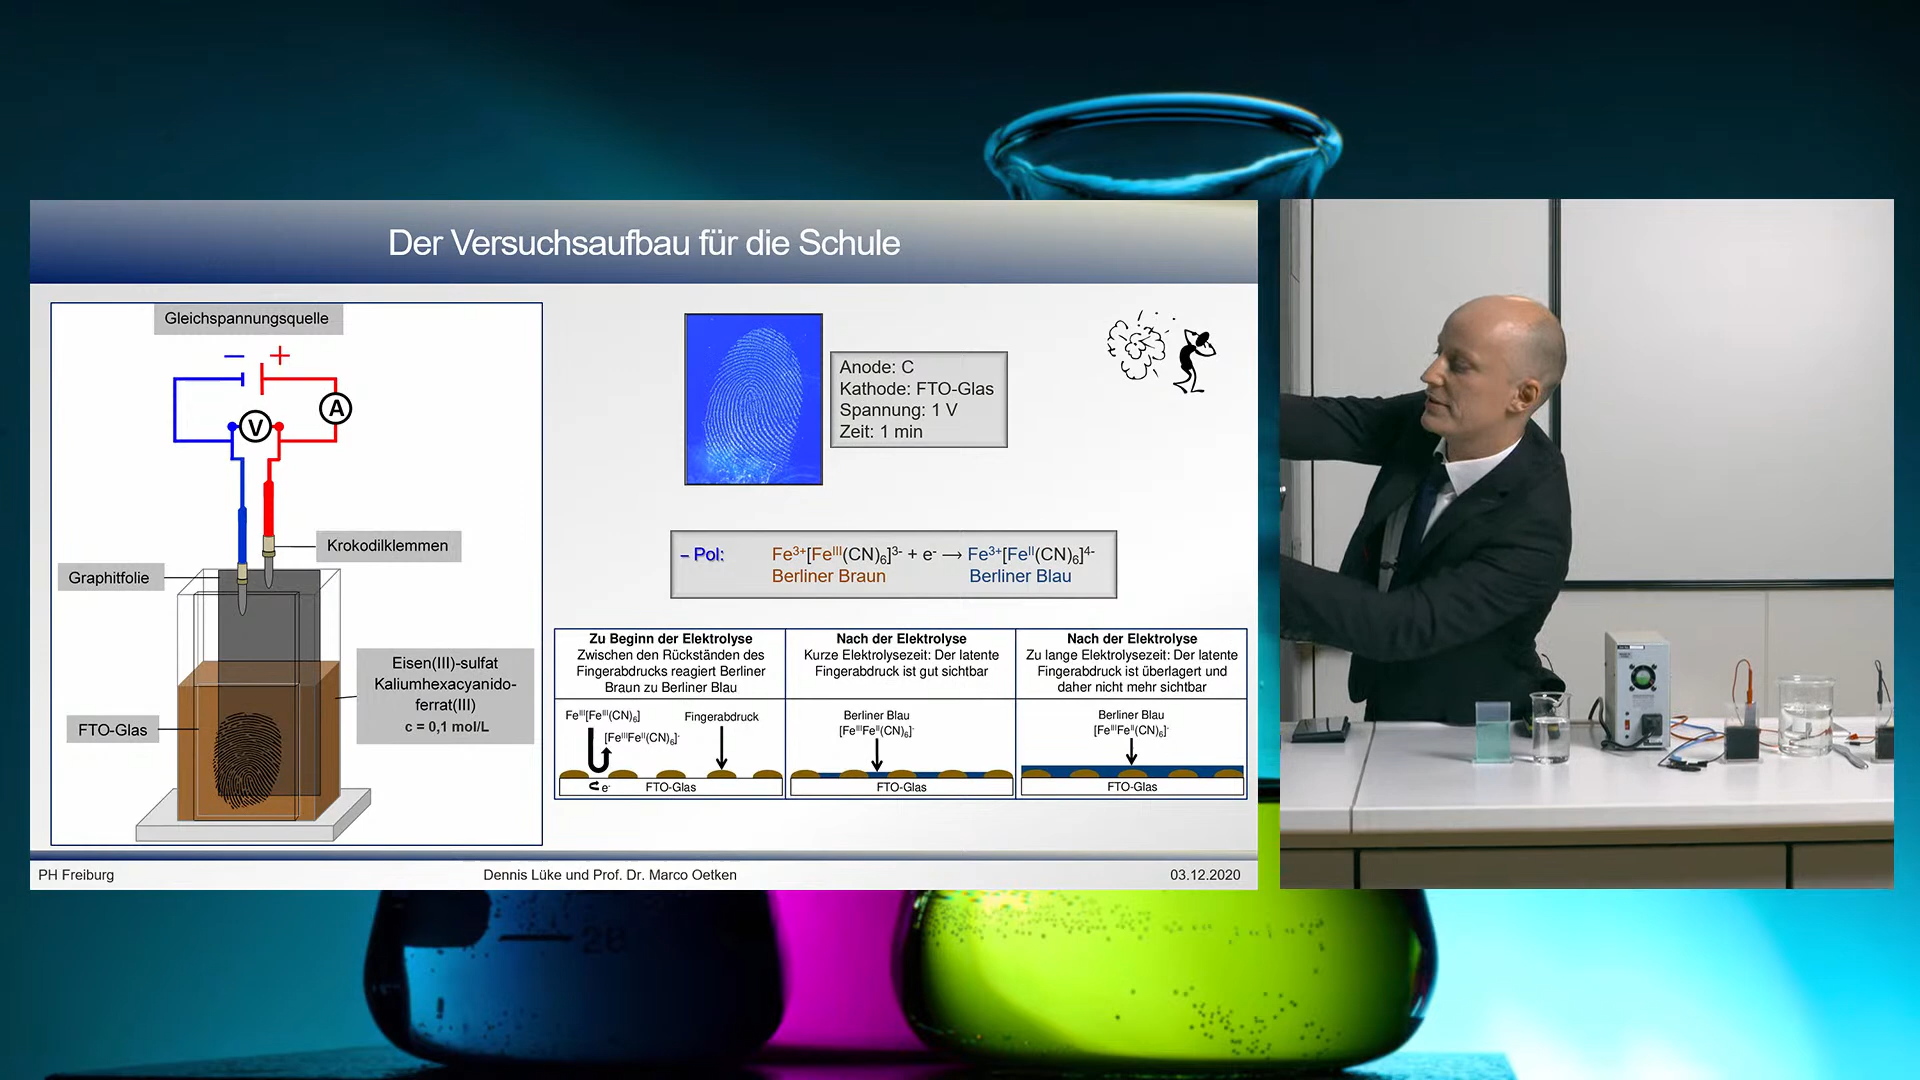 Der Versuchsaufbau für die Schule
Gleichspannungsquelle
− +
A
V
Krokodilklemmen
Graphitfolie
Eisen(III)-sulfat
Kaliumhexacyanido-
ferrat(III)
c = 0,1 mol/L
FTO-Glas
Anode: C
Kathode: FTO-Glas
Spannung: 1 V
Zeit: 1 min
– Pol: Fe³⁺[Feᴵᴵᴵ(CN)₆]³⁻ + e⁻ ⟶ Fe³⁺[Feᴵᴵ(CN)₆]⁴⁻
Berliner Braun Berliner Blau
Zu Beginn der Elektrolyse
Zwischen den Rückständen des
Fingerabdrucks reagiert Berliner
Braun zu Berliner Blau
Feᴵᴵᴵ[Feᴵᴵᴵ(CN)₆] Fingerabdruck
[FeᴵᴵᴵFeᴵᴵ(CN)₆]⁻
e⁻ FTO-Glas
Nach der Elektrolyse
Kurze Elektrolysezeit: Der latente
Fingerabdruck ist gut sichtbar
Berliner Blau
[FeᴵᴵᴵFeᴵᴵ(CN)₆]⁻
FTO-Glas
Nach der Elektrolyse
Zu lange Elektrolysezeit: Der latente
Fingerabdruck ist überlagert und
daher nicht mehr sichtbar
Berliner Blau
[FeᴵᴵᴵFeᴵᴵ(CN)₆]⁻
FTO-Glas
PH Freiburg Dennis Lüke und Prof. Dr. Marco Oetken 03.12.2020